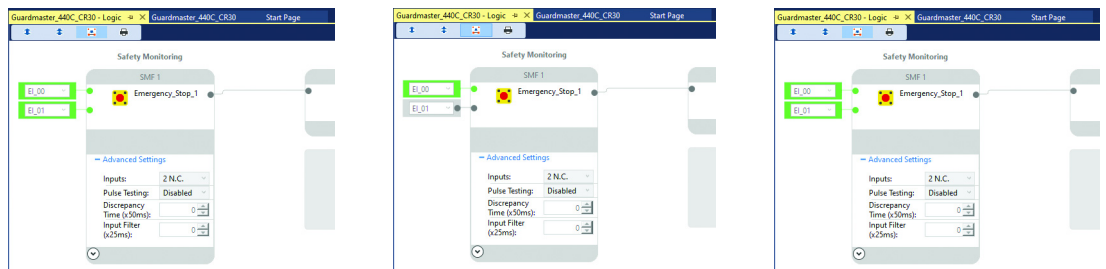 Guardmaster_440C_CR30 - Logic Guardmaster_440C_CR30 Start Page
Safety Monitoring
SMF 1
EI_00
Emergency_Stop_1
EI_01
Advanced Settings
Inputs: 2 N.C.
Pulse Testing: Disabled
Discrepancy
Time (x50ms): 0
Input Filter
(x25ms): 0
Guardmaster_440C_CR30 - Logic Guardmaster_440C_CR30 Start Page
Safety Monitoring
SMF 1
EI_00
Emergency_Stop_1
EI_01
Advanced Settings
Inputs: 2 N.C.
Pulse Testing: Disabled
Discrepancy
Time (x50ms): 0
Input Filter
(x25ms): 0
Guardmaster_440C_CR30 - Logic Guardmaster_440C_CR30 Start Page
Safety Monitoring
SMF 1
EI_00
Emergency_Stop_1
EI_01
Advanced Settings
Inputs: 2 N.C.
Pulse Testing: Disabled
Discrepancy
Time (x50ms): 0
Input Filter
(x25ms): 0